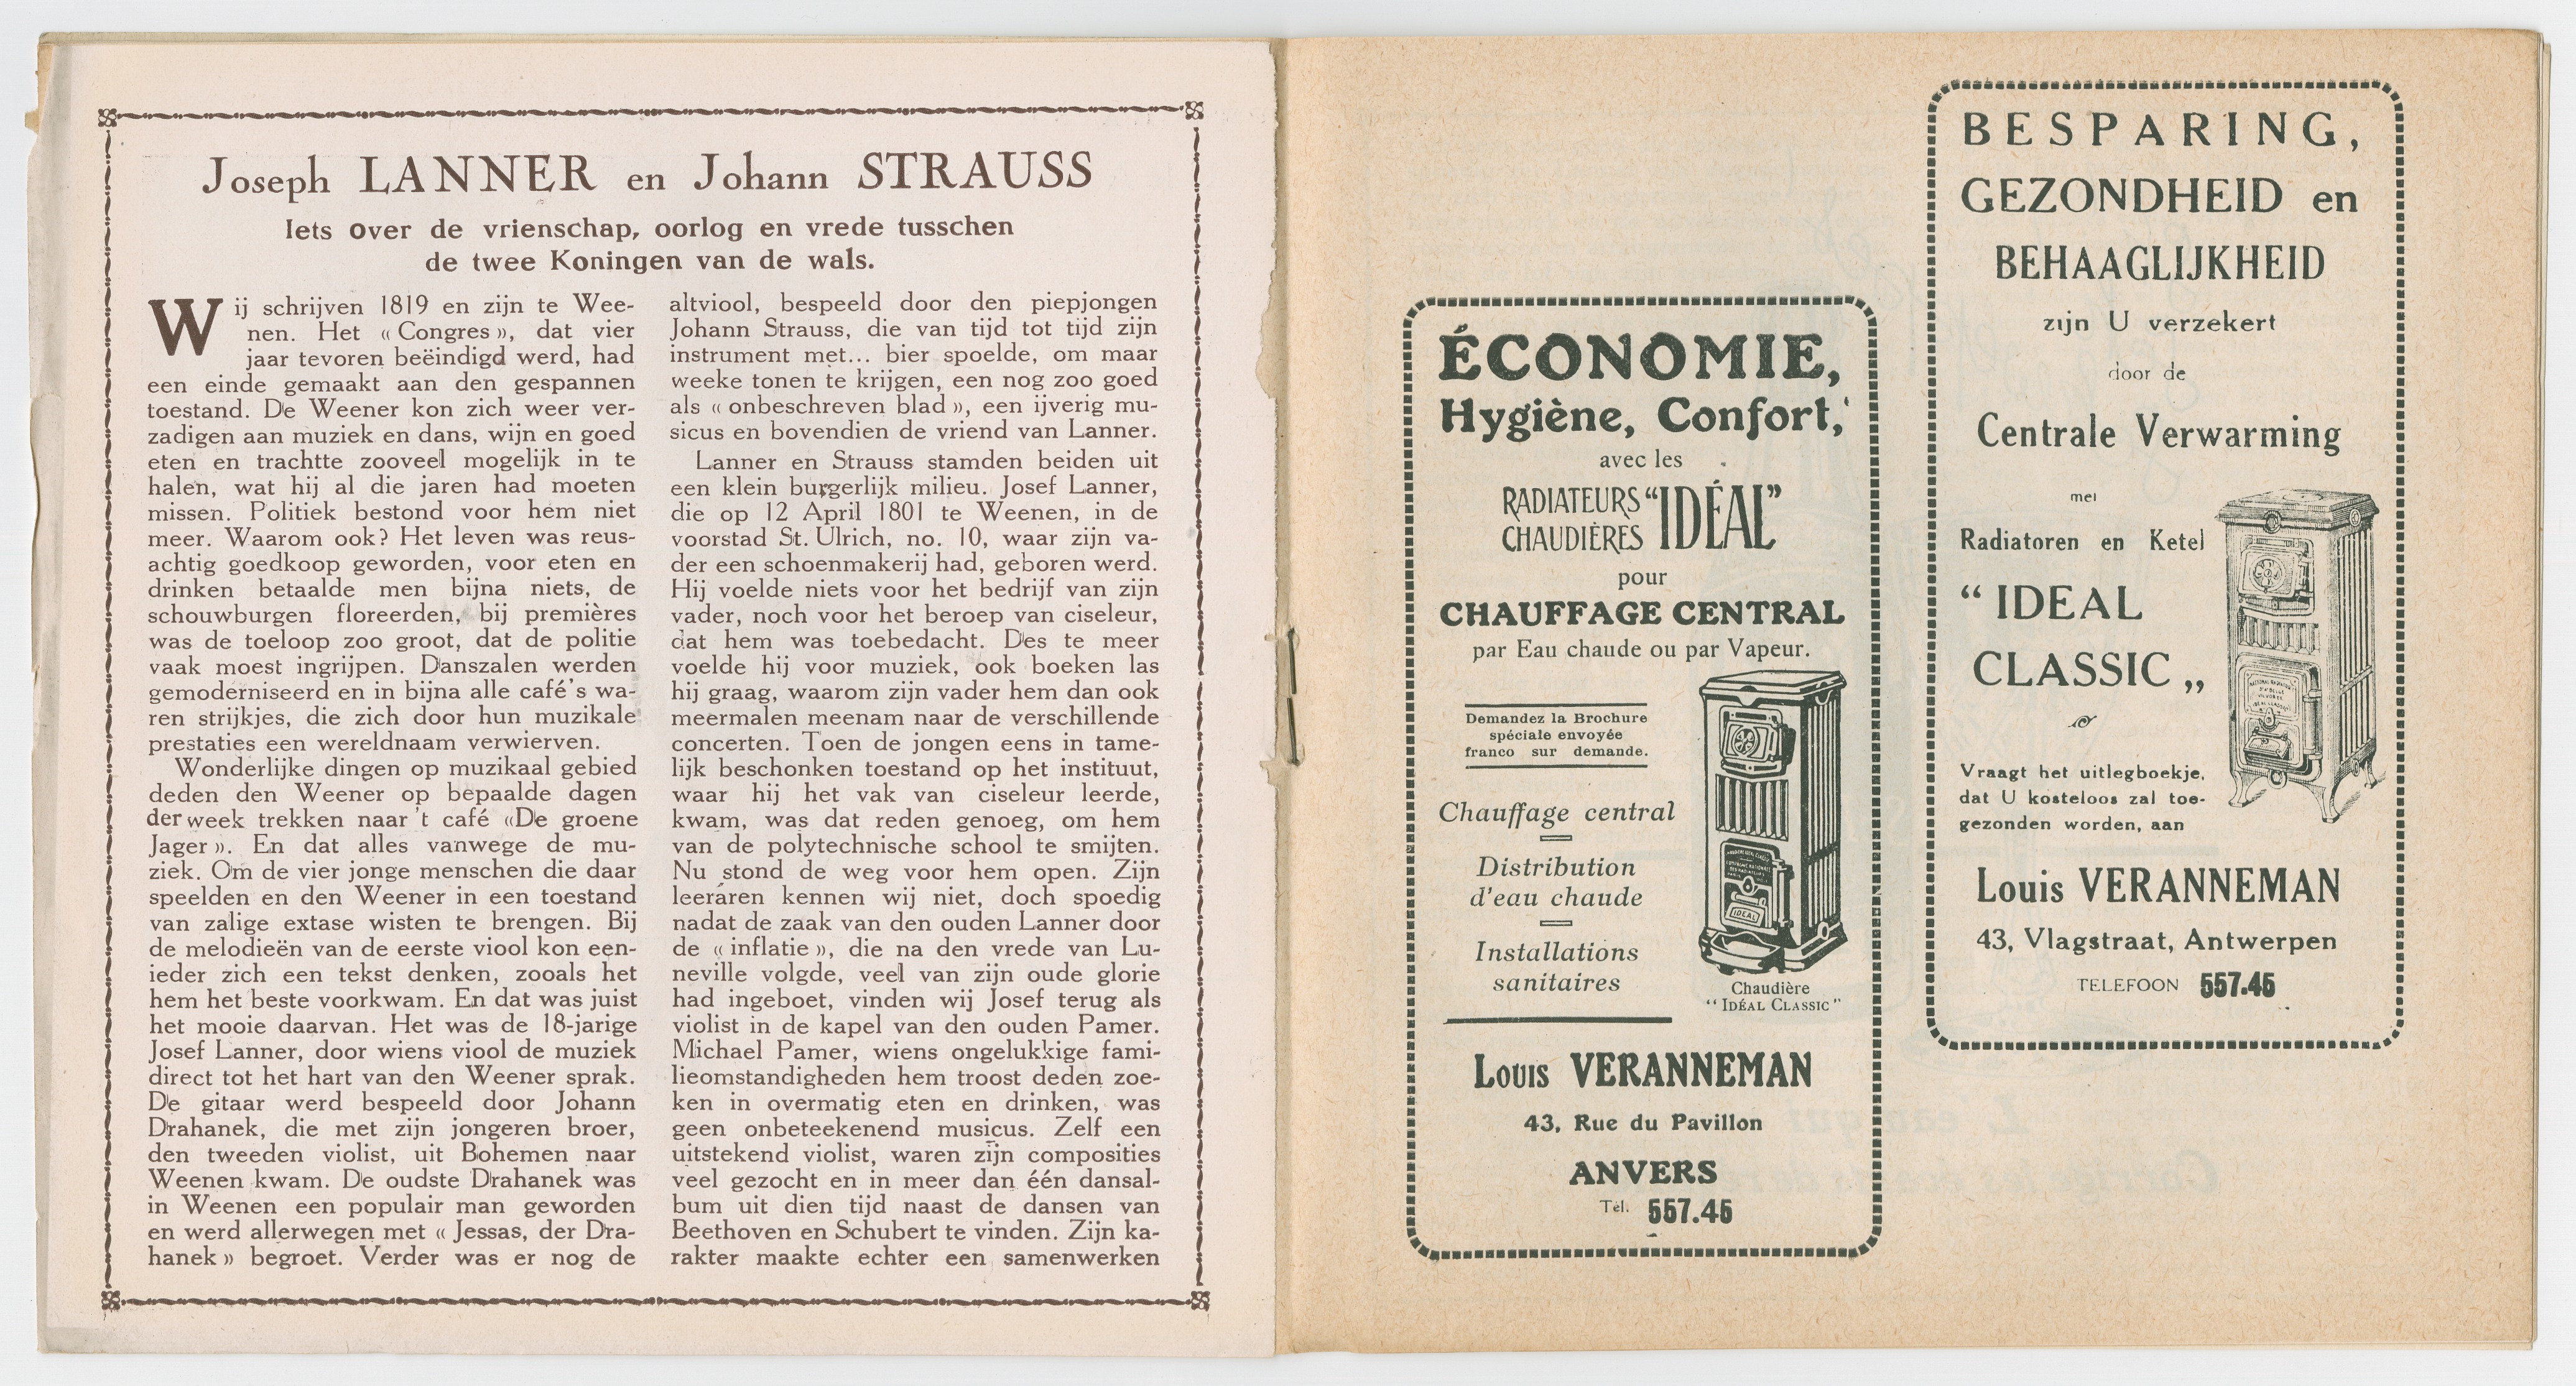 Joseph LANNER en Johann STRAUSS
Iets over de vrienschap, oorlog en vrede tusschen
de twee Koningen van de wals.
Wij schrijven 1819 en zijn te Wee-
nen. Het « Congres », dat vier
jaar tevoren beëindigd werd, had
een einde gemaakt aan den gespannen
toestand. De Weener kon zich weer ver-
zadigen aan muziek en dans, wijn en goed
eten en trachtte zooveel mogelijk in te
halen, wat hij al die jaren had moeten
missen. Politiek bestond voor hem niet
meer. Waarom ook? Het leven was reus-
achtig goedkoop geworden, voor eten en
drinken betaalde men bijna niets, de
schouwburgen floreerden, bij premières
was de toeloop zoo groot, dat de politie
vaak moest ingrijpen. Danszalen werden
gemoderniseerd en in bijna alle café's wa-
ren strijkjes, die zich door hun muzikale
prestaties een wereldnaam verwierven.
Wonderlijke dingen op muzikaal gebied
deden den Weener op bepaalde dagen
der week trekken naar 't café «De groene
Jager ». En dat alles vanwege de mu-
ziek. Om de vier jonge menschen die daar
speelden en den Weener in een toestand
van zalige extase wisten te brengen. Bij
de melodieën van de eerste viool kon een-
ieder zich een tekst denken, zooals het
hem het beste voorkwam. En dat was juist
het mooie daarvan. Het was de 18-jarige
Josef Lanner, door wiens viool de muziek
direct tot het hart van den Weener sprak.
De gitaar werd bespeeld door Johann
Drahanek, die met zijn jongeren broer,
den tweeden violist, uit Bohemen naar
Weenen kwam. De oudste Drahanek was
in Weenen een populair man geworden
en werd allerwegen met « Jessas, der Dra-
hanek » begroet. Verder was er nog de
altviool, bespeeld door den piepjongen
Johann Strauss, die van tijd tot tijd zijn
instrument met... bier spoelde, om maar
weeke tonen te krijgen, een nog zoo goed
als « onbeschreven blad », een ijverig mu-
sicus en bovendien de vriend van Lanner.
Lanner en Strauss stamden beiden uit
een klein burgerlijk milieu. Josef Lanner,
die op 12 April 1801 te Weenen, in de
voorstad St. Ulrich, no. 10, waar zijn va-
der een schoenmakerij had, geboren werd.
Hij voelde niets voor het bedrijf van zijn
vader, noch voor het beroep van ciseleur,
dat hem was toebedacht. Des te meer
voelde hij voor muziek, ook boeken las
hij graag, waarom zijn vader hem dan ook
meermalen meenam naar de verschillende
concerten. Toen de jongen eens in tame-
lijk beschonken toestand op het instituut,
waar hij het vak van ciseleur leerde,
kwam, was dat reden genoeg, om hem
van de polytechnische school te smijten.
Nu stond de weg voor hem open. Zijn
leeraren kennen wij niet, doch spoedig
nadat de zaak van den ouden Lanner door
de « inflatie », die na den vrede van Lu-
neville volgde, veel van zijn oude glorie
had ingeboet, vinden wij Josef terug als
violist in de kapel van den ouden Pamer.
Michael Pamer, wiens ongelukkige fami-
lieomstandigheden hem troost deden zoe-
ken in overmatig eten en drinken, was
geen onbeteekenend musicus. Zelf een
uitstekend violist, waren zijn composities
veel gezocht en in meer dan één dansal-
bum uit dien tijd naast de dansen van
Beethoven en Schubert te vinden. Zijn ka-
rakter maakte echter een samenwerken
ÉCONOMIE,
Hygiène, Confort,
avec les
RADIATEURS
CHAUDIÈRES
"IDÉAL"
pour
CHAUFFAGE CENTRAL
par Eau chaude ou par Vapeur.
Demandez la Brochure
spéciale envoyée
franco sur demande.
Chauffage central
Distribution
d'eau chaude
Installations
sanitaires
IDEAL
Chaudière
"IDÉAL CLASSIC"
Louis VERANNEMAN
43, Rue du Pavillon
ANVERS
Tél. 557.45
BESPARING,
GEZONDHEID en
BEHAAGLIJKHEID
zijn U verzekert
door de
Centrale Verwarming
met
Radiatoren en Ketel
" IDEAL
CLASSIC „
Vraagt het uitlegboekje,
dat U kosteloos zal toe-
gezonden worden, aan
Louis VERANNEMAN
43, Vlagstraat, Antwerpen
TELEFOON 557.45